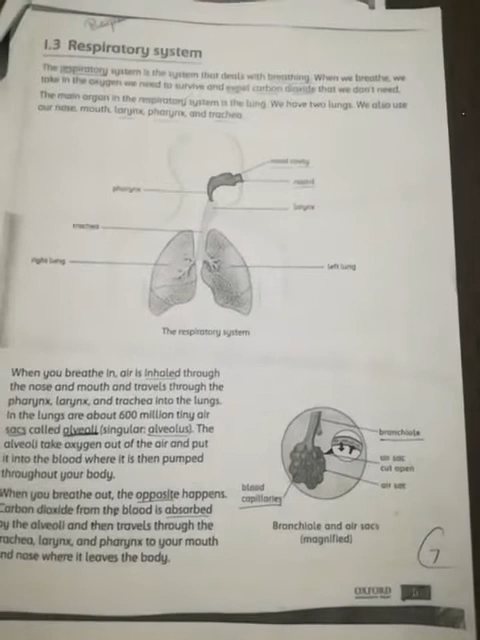 1.3 Respiratory system
The respiratory system is the system that deals with breathing. When we breathe, we
take in the oxygen we need to survive and expel carbon dioxide that we don't need.
The main organ in the respiratory system is the lung. We have two lungs. We also use
our nose, mouth, larynx, pharynx, and trachea.
nasal cavity
pharynx
larynx
trachea
right lung
left lung
The respiratory system
When you breathe in, air is inhaled through
the nose and mouth and travels through the
pharynx, larynx, and trachea into the lungs.
In the lungs are about 600 million tiny air
sacs called alveoli (singular: alveolus). The
alveoli take oxygen out of the air and put
it into the blood where it is then pumped
throughout your body.
When you breathe out, the opposite happens.
Carbon dioxide from the blood is absorbed
by the alveoli and then travels through the
trachea, larynx, and pharynx to your mouth
and nose where it leaves the body.
bronchiole
air sac
cut open
air sac
blood
capillaries
Bronchiole and air sacs
(magnified)
OXFORD